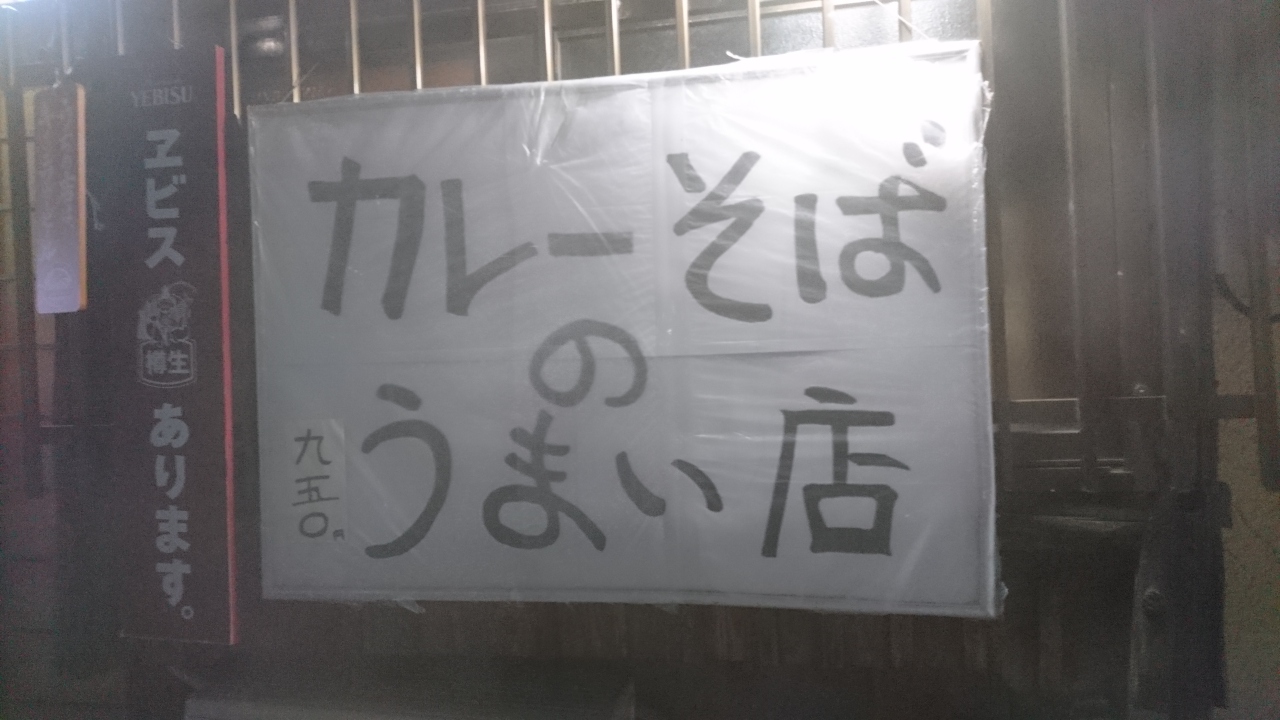 カレーそば
の
うまい店
九五〇円
YEBISU
ヱビス
樽生
あります。